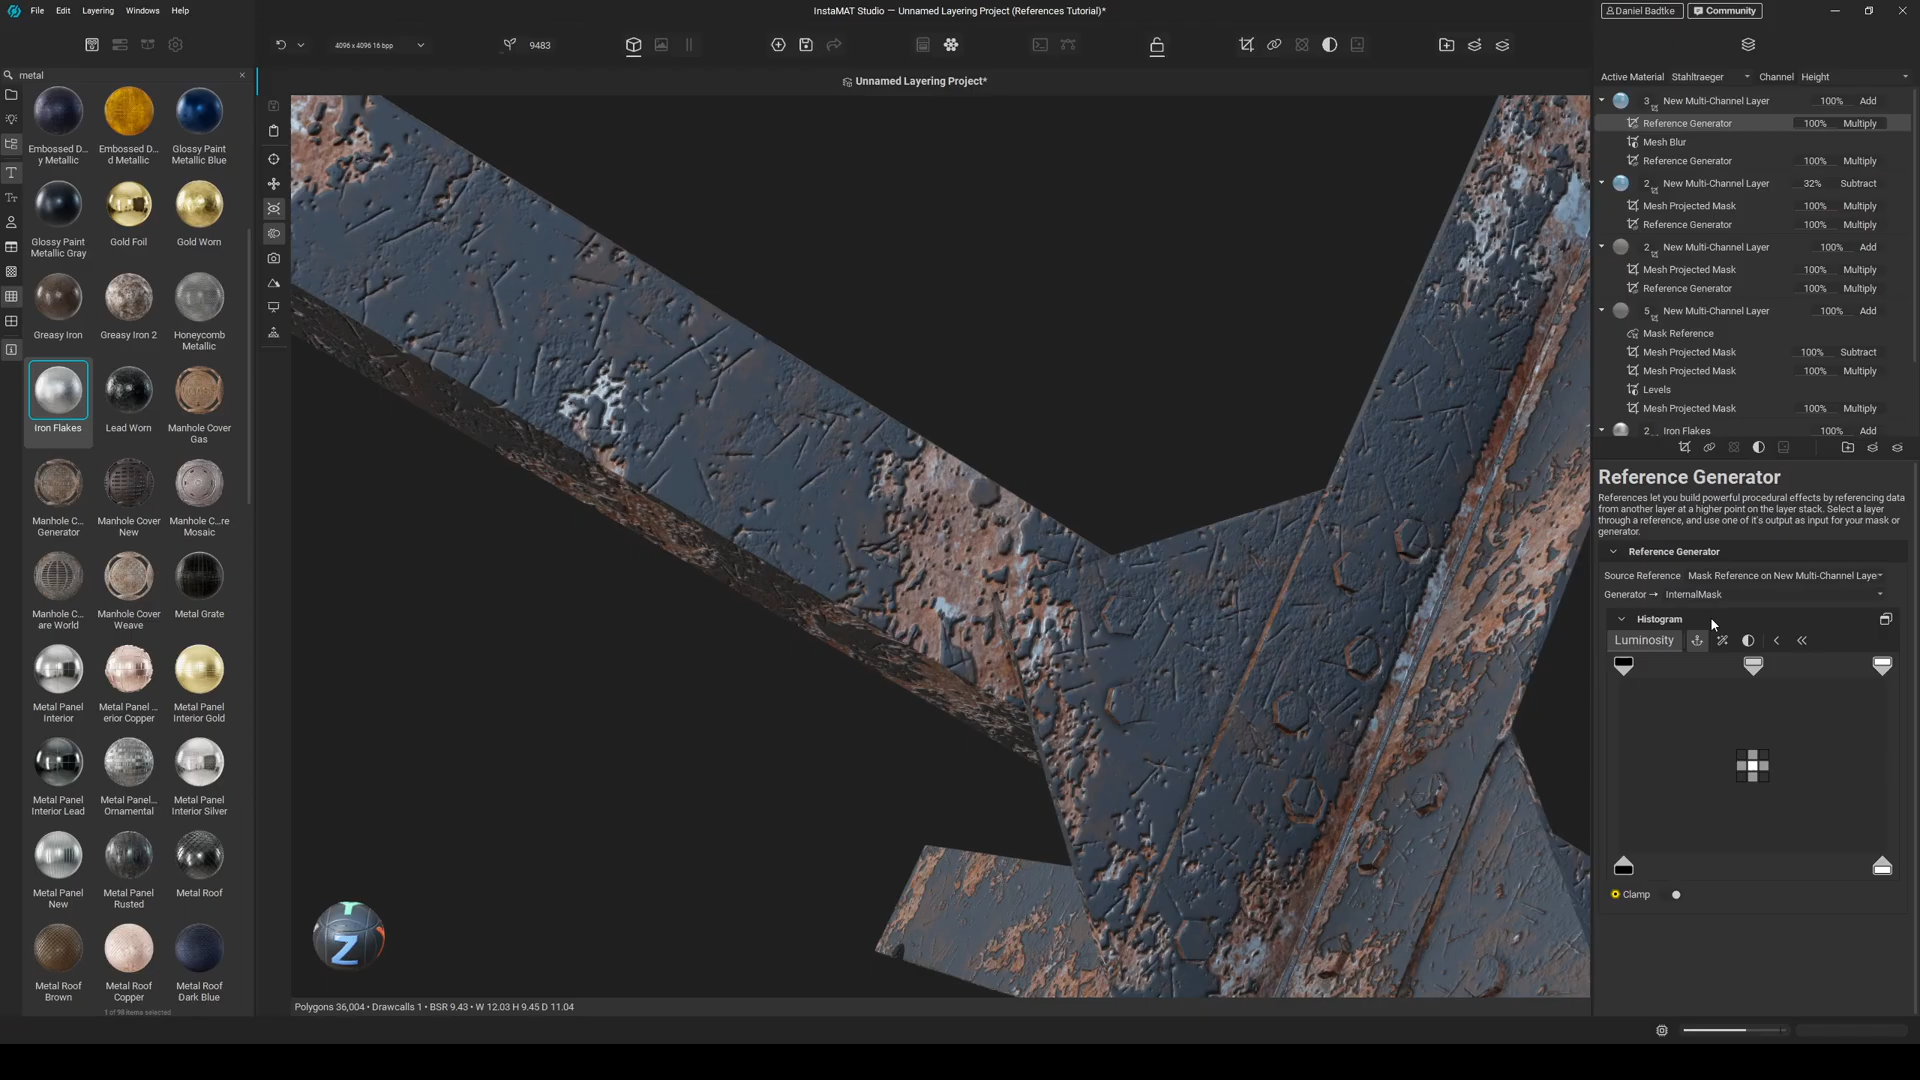 File Edit Layering Windows Help
InstaMAT Studio — Unnamed Layering Project (References Tutorial)*
Daniel Badtke
Community
4096 x 4096 16 bpp
9483
metal
Unnamed Layering Project*
Embossed D... y Metallic
Embossed D... d Metallic
Glossy Paint Metallic Blue
Glossy Paint Metallic Gray
Gold Foil
Gold Worn
Greasy Iron
Greasy Iron 2
Honeycomb Metallic
Iron Flakes
Lead Worn
Manhole Cover Gas
Manhole C... Generator
Manhole Cover New
Manhole C...re Mosaic
Manhole C... are World
Manhole Cover Weave
Metal Grate
Metal Panel Interior
Metal Panel ... erior Copper
Metal Panel Interior Gold
Metal Panel Interior Lead
Metal Panel... Ornamental
Metal Panel Interior Silver
Metal Panel New
Metal Panel Rusted
Metal Roof
Metal Roof Brown
Metal Roof Copper
Metal Roof Dark Blue
1 of 98 items selected
Z
Polygons 36,004 • Drawcalls 1 • BSR 9.43 • W 12.03 H 9.45 D 11.04
Active Material Stahltraeger Channel Height
3 New Multi-Channel Layer 100% Add
Reference Generator 100% Multiply
Mesh Blur
Reference Generator 100% Multiply
2 New Multi-Channel Layer 32% Subtract
Mesh Projected Mask 100% Multiply
Reference Generator 100% Multiply
2 New Multi-Channel Layer 100% Add
Mesh Projected Mask 100% Multiply
Reference Generator 100% Multiply
5 New Multi-Channel Layer 100% Add
Mask Reference
Mesh Projected Mask 100% Subtract
Mesh Projected Mask 100% Multiply
Levels
Mesh Projected Mask 100% Multiply
2 Iron Flakes 100% Add
Reference Generator
References let you build powerful procedural effects by referencing data
from another layer at a higher point on the layer stack. Select a layer
through a reference, and use one of it's output as input for your mask or
generator.
Reference Generator
Source Reference Mask Reference on New Multi-Channel Laye
Generator → InternalMask
Histogram
Luminosity
Clamp